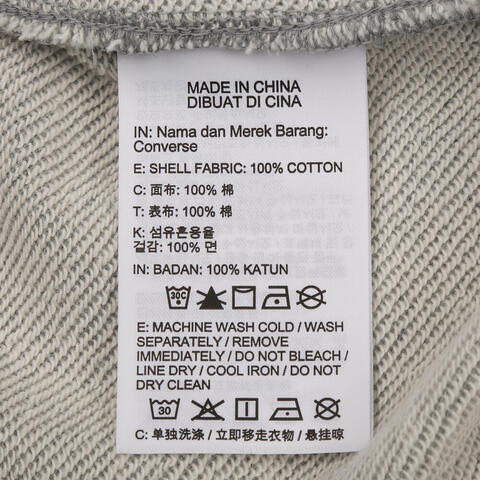 MADE IN CHINA
DIBUAT DI CINA
IN: Nama dan Merek Barang:
Converse
E: SHELL FABRIC: 100% COTTON
C: 面布: 100% 棉
T: 表布: 100% 棉
K: 섬유혼용율
겉감: 100% 면
IN: BADAN: 100% KATUN
30C
E: MACHINE WASH COLD / WASH
SEPARATELY / REMOVE
IMMEDIATELY / DO NOT BLEACH /
LINE DRY / COOL IRON / DO NOT
DRY CLEAN
30
C: 单独洗涤 / 立即移走衣物 / 悬挂晾